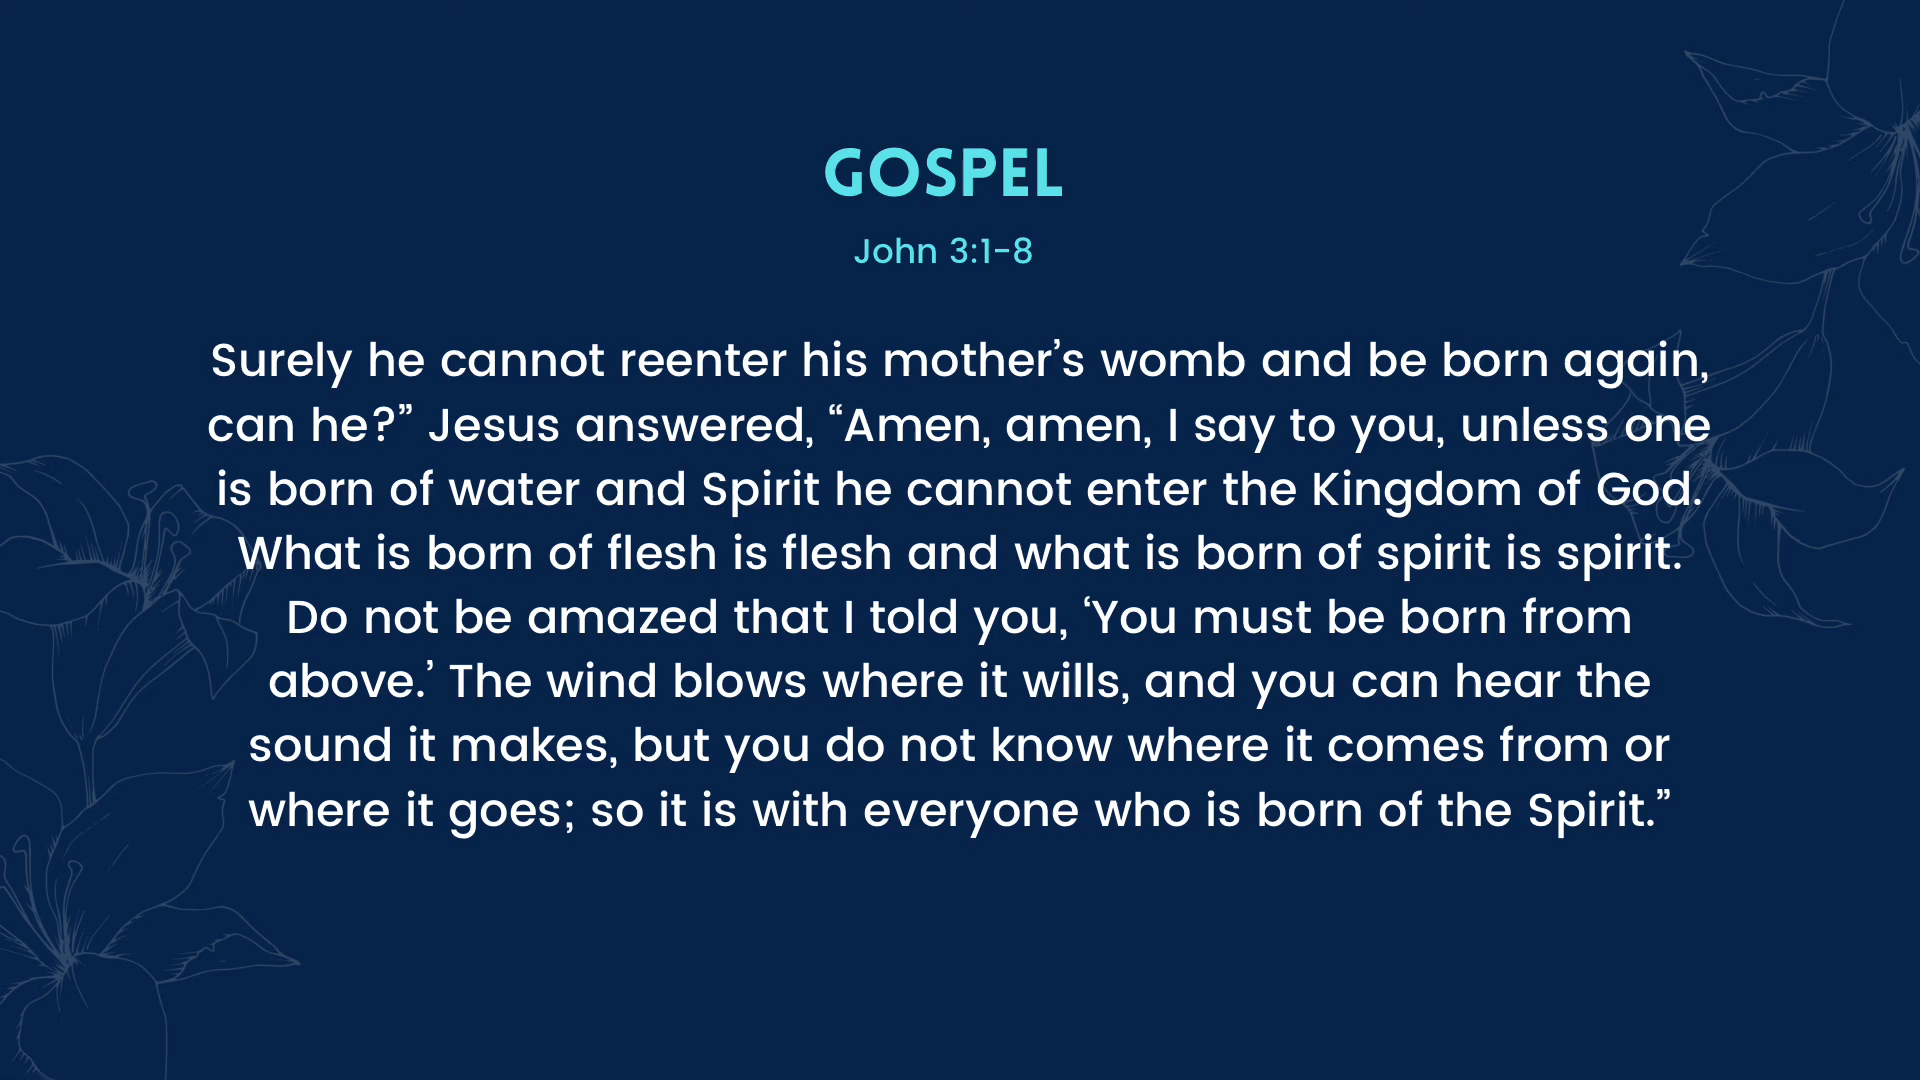 GOSPEL
John 3:1-8
Surely he cannot reenter his mother’s womb and be born again,
can he?” Jesus answered, “Amen, amen, I say to you, unless one
is born of water and Spirit he cannot enter the Kingdom of God.
What is born of flesh is flesh and what is born of spirit is spirit.
Do not be amazed that I told you, ‘You must be born from
above.’ The wind blows where it wills, and you can hear the
sound it makes, but you do not know where it comes from or
where it goes; so it is with everyone who is born of the Spirit.”